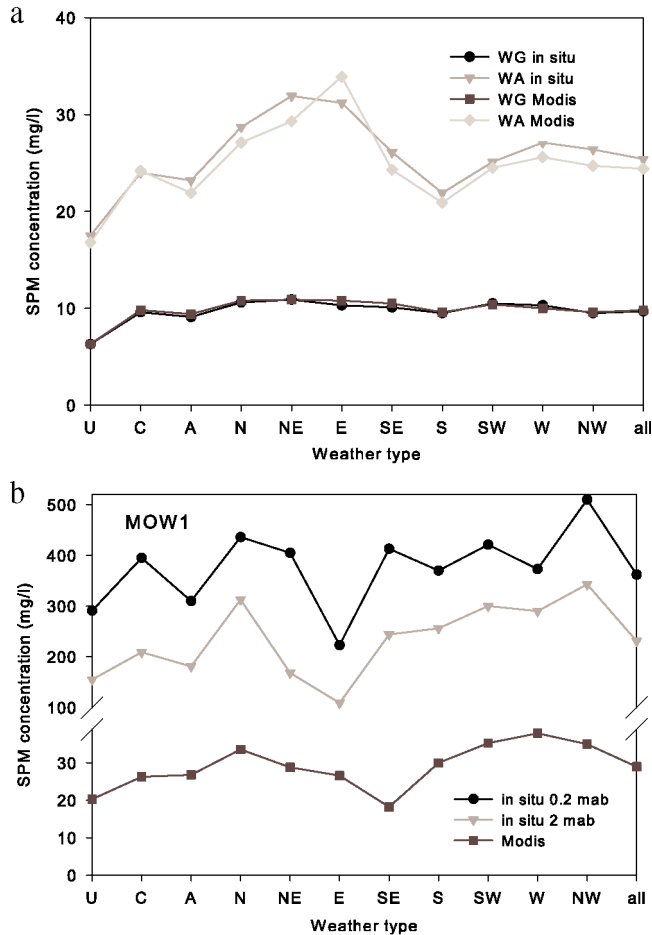 a
40
30
20
10
0
SPM concentration (mg/l)
WG in situ
WA in situ
WG Modis
WA Modis
U C A N NE E SE S SW W NW all
Weather type
b
MOW1
500
400
300
200
100
30
20
10
0
SPM concentration (mg/l)
in situ 0.2 mab
in situ 2 mab
Modis
U C A N NE E SE S SW W NW all
Weather type